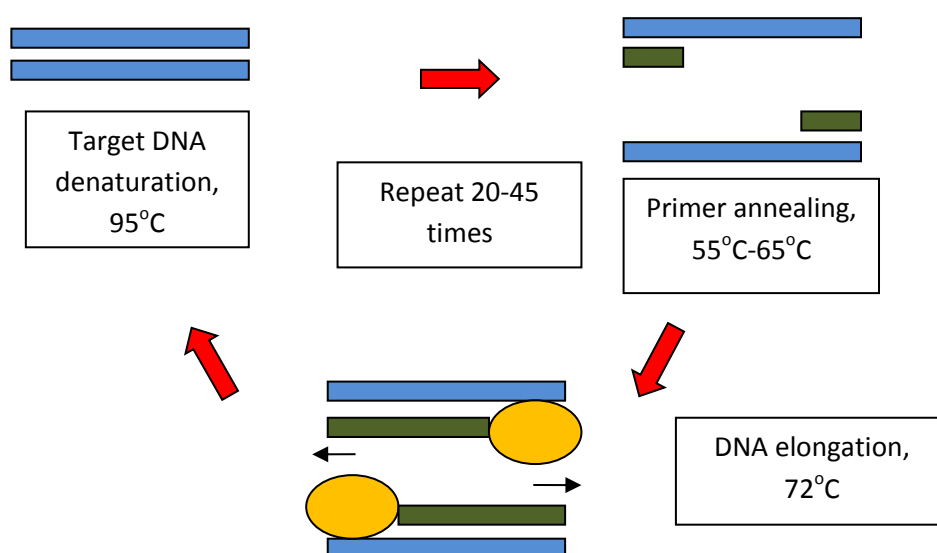 Target DNA
denaturation,
95°C
Repeat 20-45
times
Primer annealing,
55°C-65°C
DNA elongation,
72°C